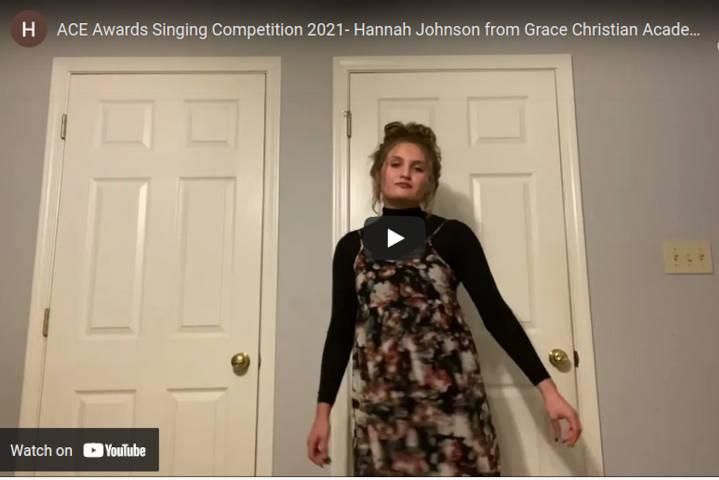 H
ACE Awards Singing Competition 2021- Hannah Johnson from Grace Christian Acade...
Watch on YouTube